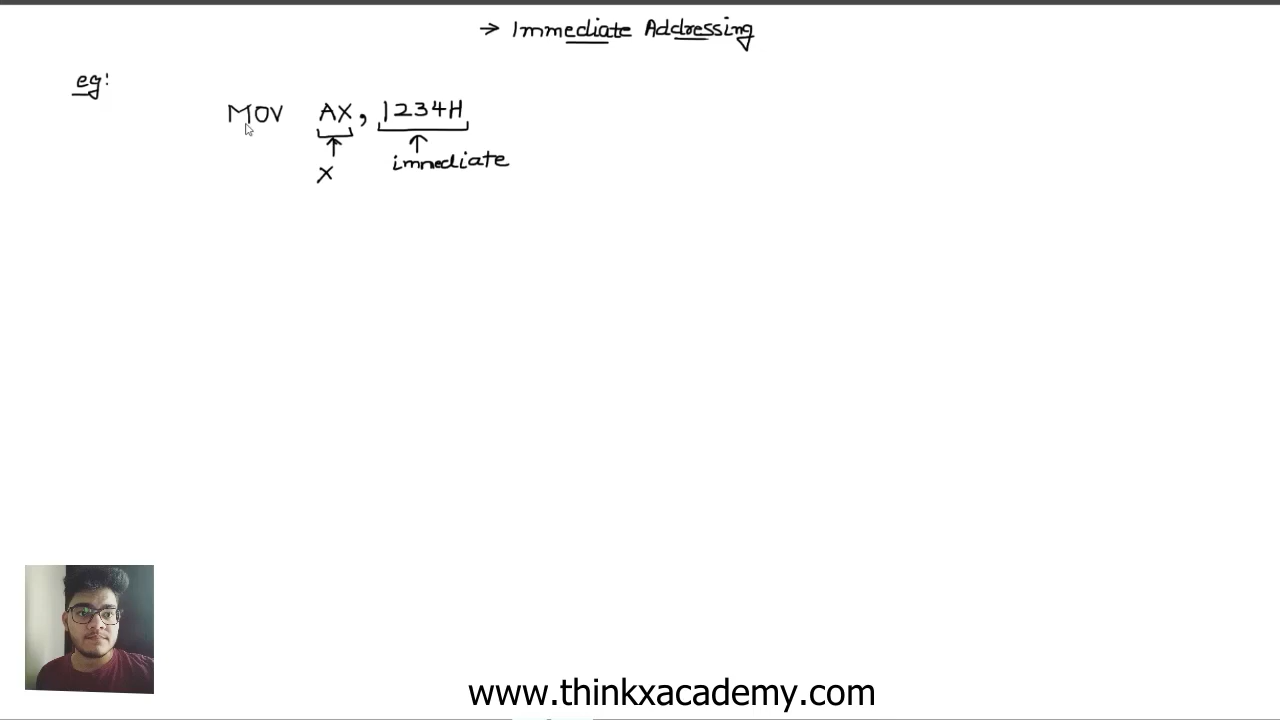 → Immediate Addressing
eg:
MOV AX, 1234H
↑ ↑
X immediate
www.thinkxacademy.com